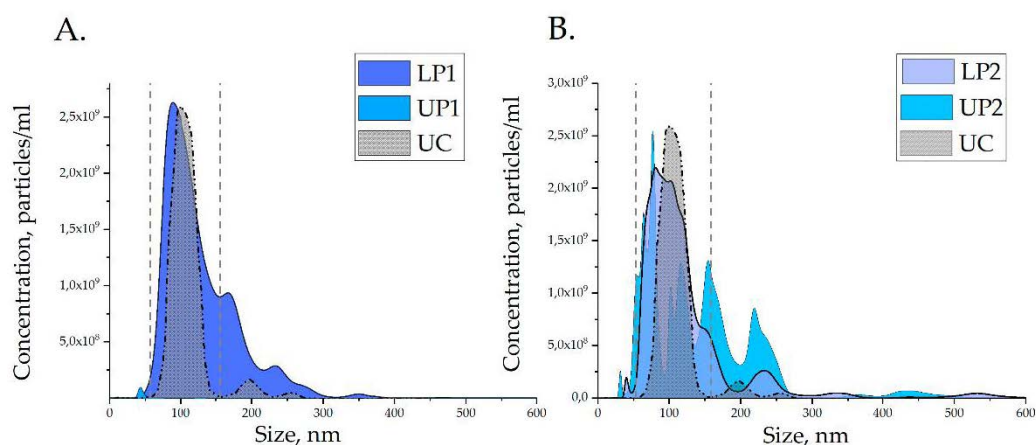 A.
LP1
UP1
UC
Concentration, particles/ml
2,5x10⁹
2,0x10⁹
1,5x10⁹
1,0x10⁹
5,0x10⁸
0 100 200 300 400 500 600
Size, nm
B.
LP2
UP2
UC
Concentration, particles/ml
3,0x10⁹
2,5x10⁹
2,0x10⁹
1,5x10⁹
1,0x10⁹
5,0x10⁸
0,0
0 100 200 300 400 500 600
Size, nm